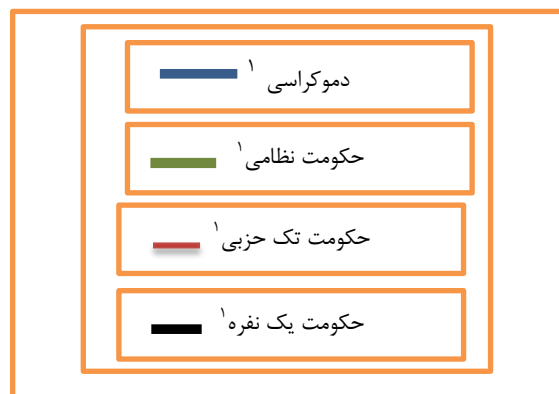 دموکراسی ۱
حکومت نظامی۱
حکومت تک حزبی۱
حکومت یک نفره۱